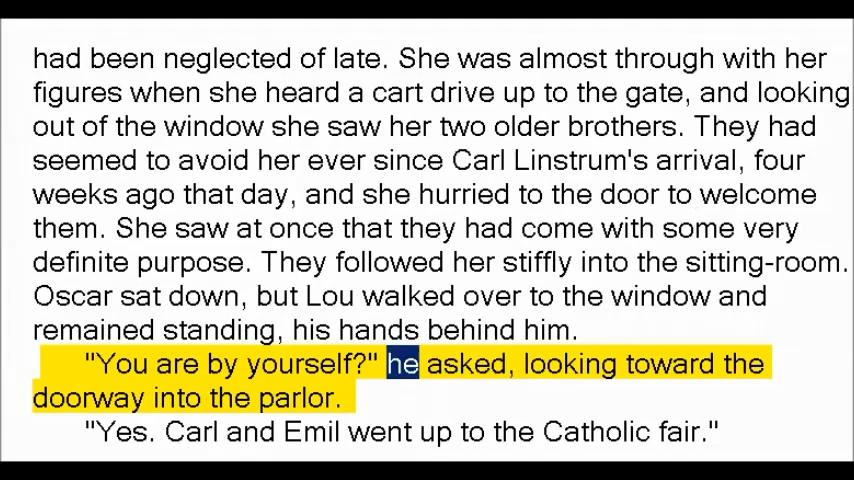 had been neglected of late. She was almost through with her
figures when she heard a cart drive up to the gate, and looking
out of the window she saw her two older brothers. They had
seemed to avoid her ever since Carl Linstrum's arrival, four
weeks ago that day, and she hurried to the door to welcome
them. She saw at once that they had come with some very
definite purpose. They followed her stiffly into the sitting-room.
Oscar sat down, but Lou walked over to the window and
remained standing, his hands behind him.
"You are by yourself?" he asked, looking toward the
doorway into the parlor.
"Yes. Carl and Emil went up to the Catholic fair."